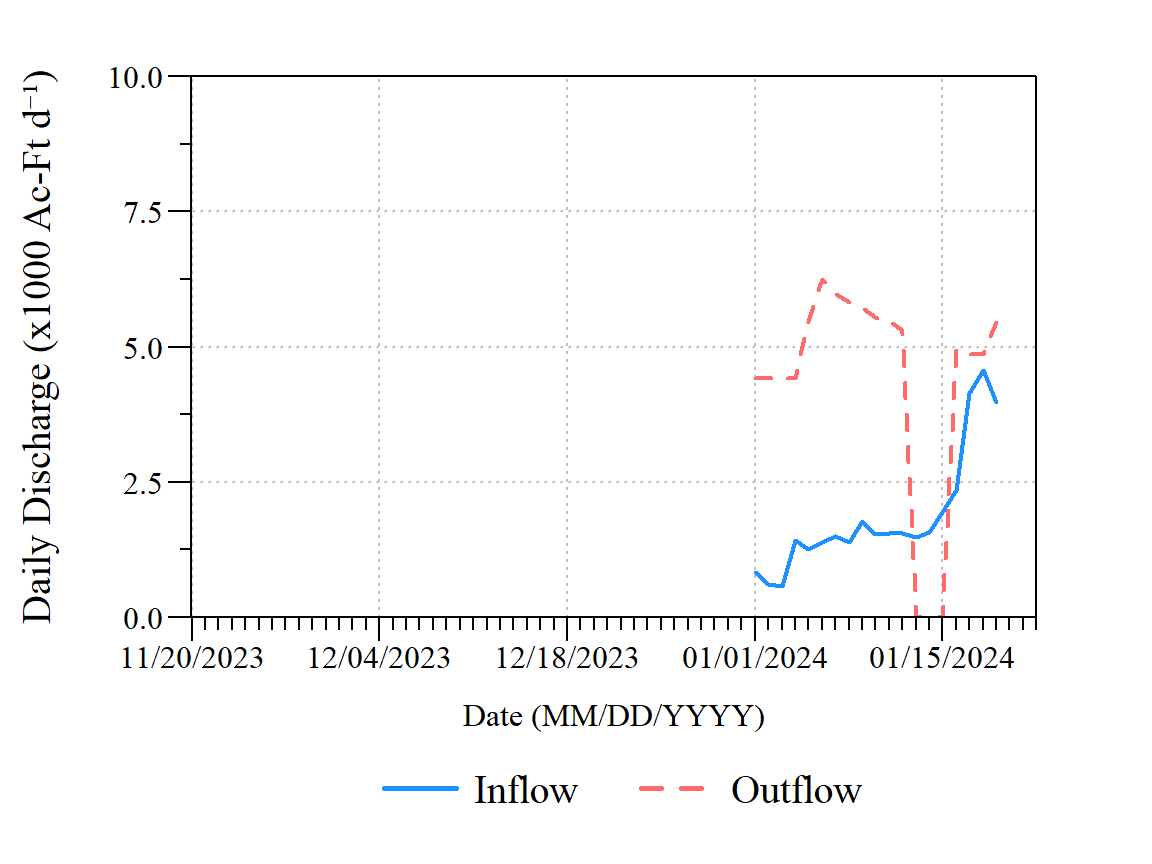 Daily Discharge (x1000 Ac-Ft d⁻¹)
10.0
7.5
5.0
2.5
0.0
11/20/2023 12/04/2023 12/18/2023 01/01/2024 01/15/2024
Date (MM/DD/YYYY)
Inflow Outflow